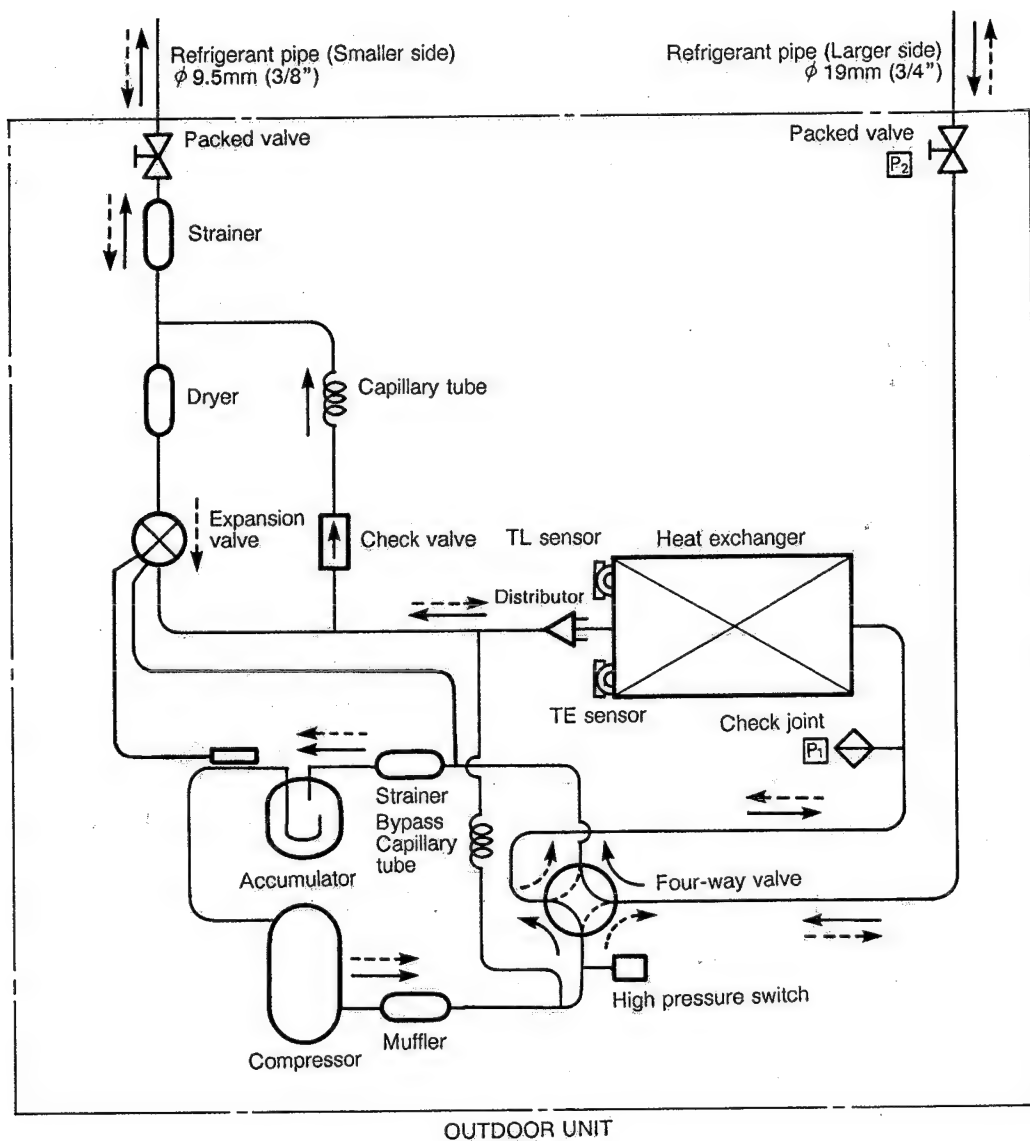 Refrigerant pipe (Smaller side)
φ 9.5mm (3/8")
Refrigerant pipe (Larger side)
φ 19mm (3/4")
Packed valve
Packed valve
P₂
Strainer
Dryer
Capillary tube
Expansion
valve
Check valve
TL sensor
Heat exchanger
Distributor
TE sensor
Check joint
P₁
Strainer
Bypass
Capillary
tube
Accumulator
Four-way valve
High pressure switch
Muffler
Compressor
OUTDOOR UNIT